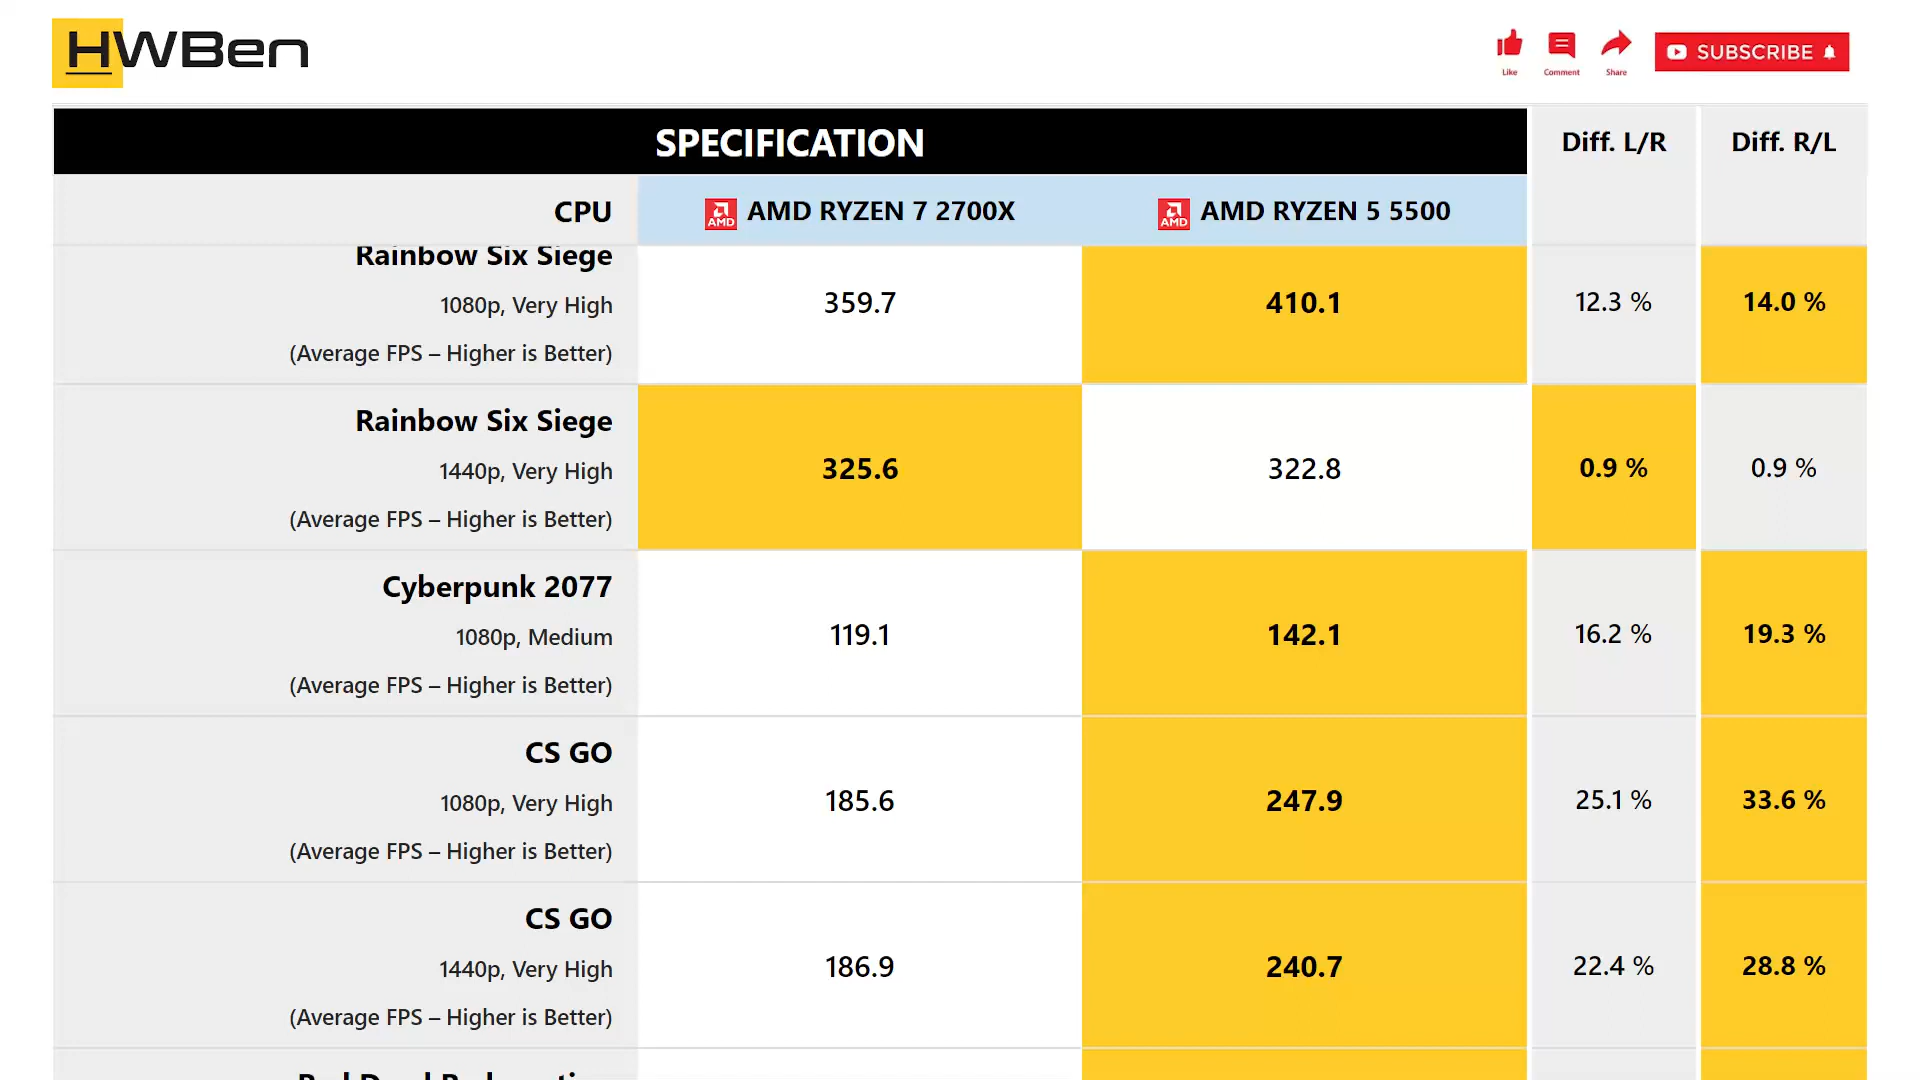 HWBen
Like
Comment
Share
SUBSCRIBE
SPECIFICATION
Diff. L/R
Diff. R/L
CPU
AMD
AMD RYZEN 7 2700X
AMD
AMD RYZEN 5 5500
Rainbow Six Siege
1080p, Very High
(Average FPS – Higher is Better)
359.7
410.1
12.3 %
14.0 %
Rainbow Six Siege
1440p, Very High
(Average FPS – Higher is Better)
325.6
322.8
0.9 %
0.9 %
Cyberpunk 2077
1080p, Medium
(Average FPS – Higher is Better)
119.1
142.1
16.2 %
19.3 %
CS GO
1080p, Very High
(Average FPS – Higher is Better)
185.6
247.9
25.1 %
33.6 %
CS GO
1440p, Very High
(Average FPS – Higher is Better)
186.9
240.7
22.4 %
28.8 %